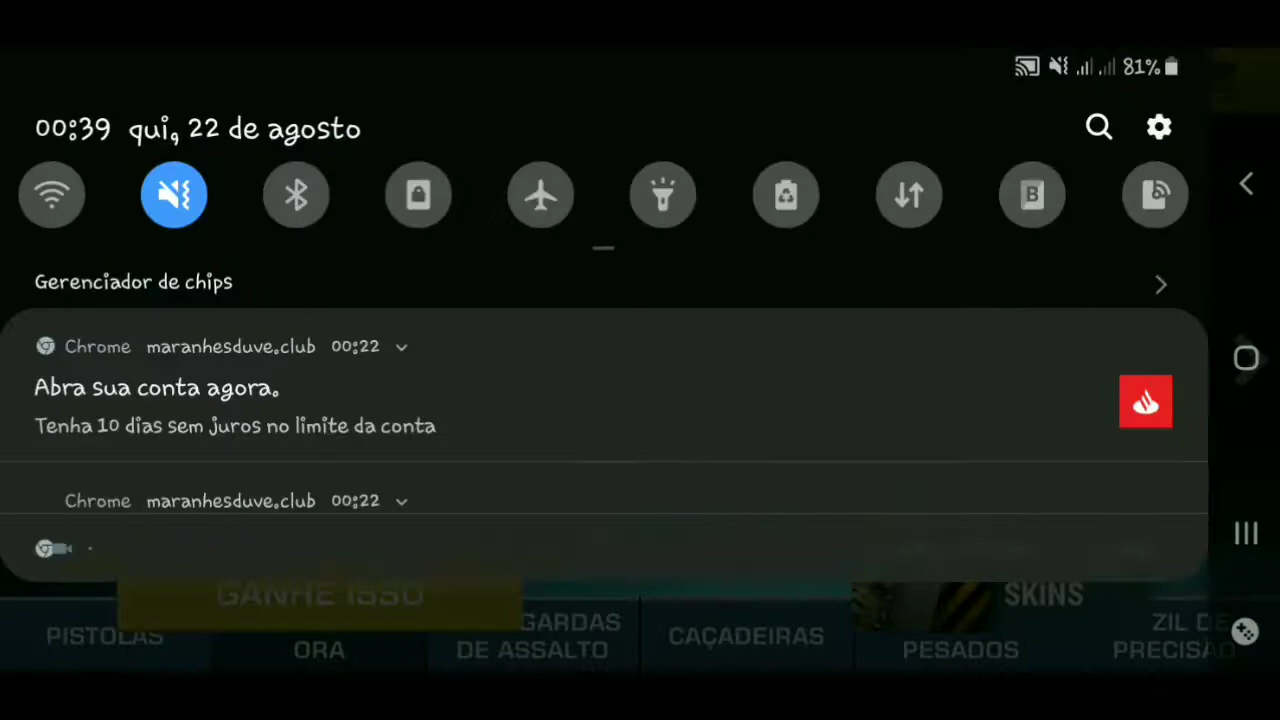 81%
00:39 qui, 22 de agosto
B
Gerenciador de chips
Chrome maranhesduve.club 00:22
Abra sua conta agora.
Tenha 10 dias sem juros no limite da conta
Chrome maranhesduve.club 00:22
GANHE ISSO
SKINS
PISTOLAS
ORA
GARDAS
DE ASSALTO
CAÇADEIRAS
PESADOS
ZIL DE
PRECISÃO